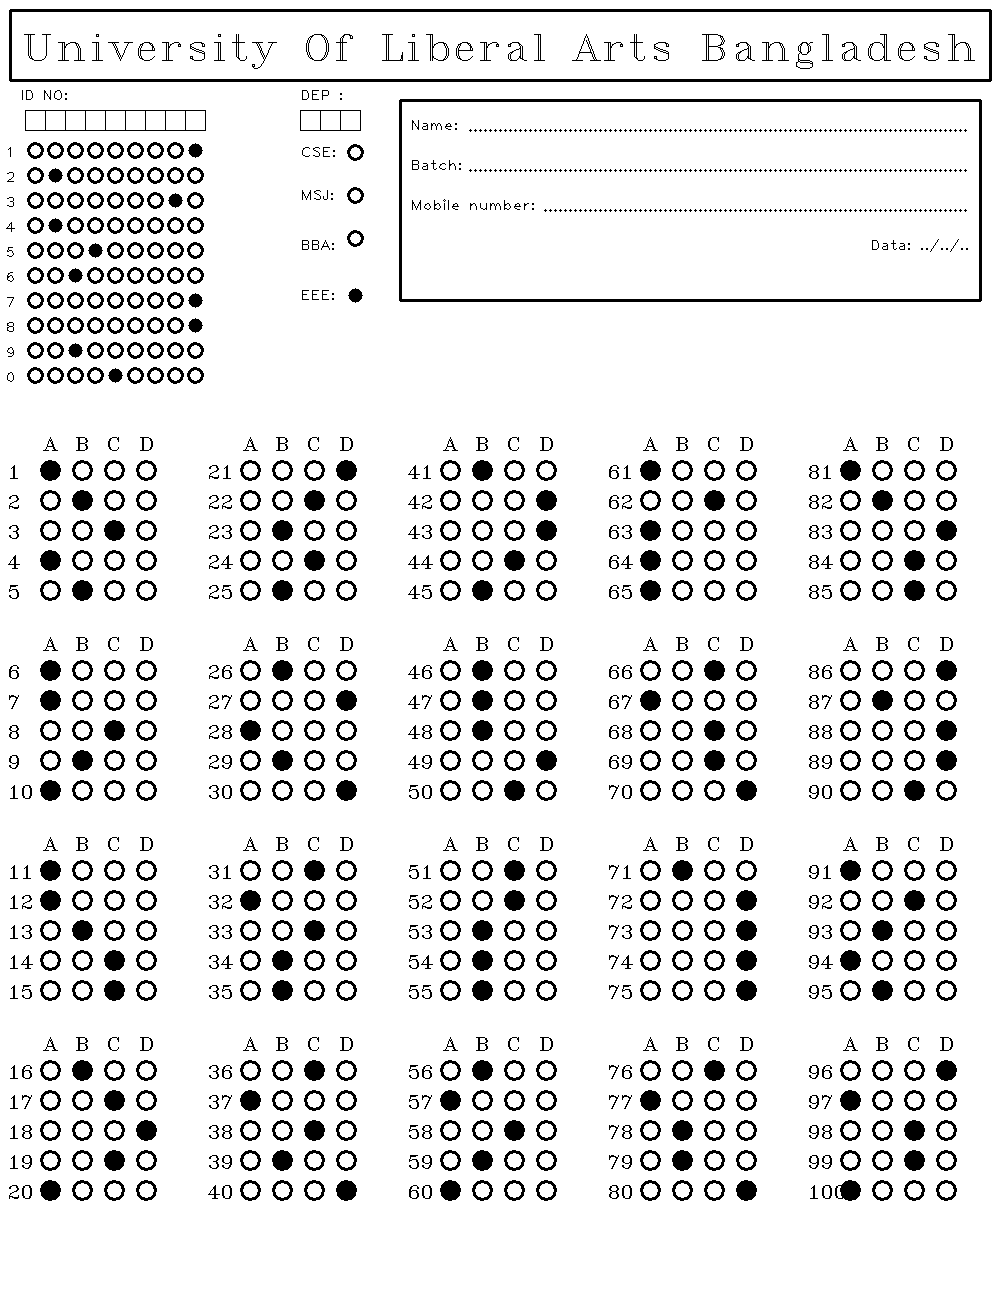 University Of Liberal Arts Bangladesh
ID NO: DEP :
Name: ........................................................................
1 CSE:
2 Batch: ........................................................................
3 MSJ:
4 Mobile number: ........................................................................
5 BBA: Data: ../../..
6
7 EEE:
8
9
0
A B C D A B C D A B C D A B C D A B C D
1 21 41 61 81
2 22 42 62 82
3 23 43 63 83
4 24 44 64 84
5 25 45 65 85
A B C D A B C D A B C D A B C D A B C D
6 26 46 66 86
7 27 47 67 87
8 28 48 68 88
9 29 49 69 89
10 30 50 70 90
A B C D A B C D A B C D A B C D A B C D
11 31 51 71 91
12 32 52 72 92
13 33 53 73 93
14 34 54 74 94
15 35 55 75 95
A B C D A B C D A B C D A B C D A B C D
16 36 56 76 96
17 37 57 77 97
18 38 58 78 98
19 39 59 79 99
20 40 60 80 100